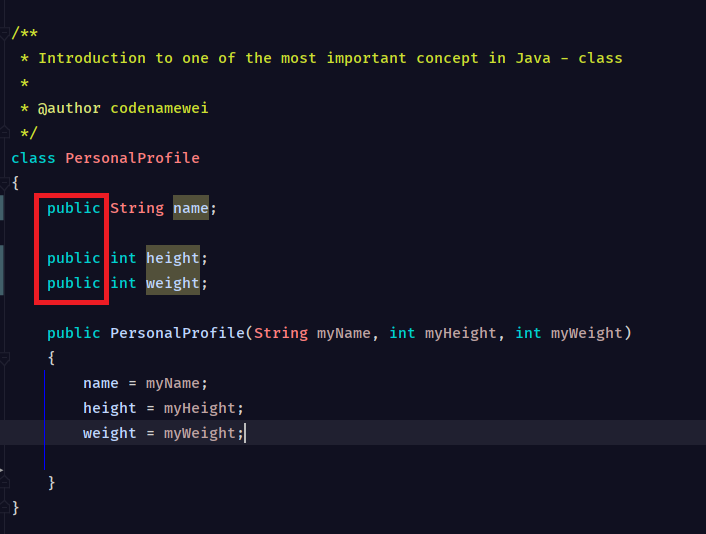 /**
 * Introduction to one of the most important concept in Java - class
 *
 * @author codenamewei
 */
class PersonalProfile
{
    public String name;
    public int height;
    public int weight;
    public PersonalProfile(String myName, int myHeight, int myWeight)
    {
        name = myName;
        height = myHeight;
        weight = myWeight;
    }
}